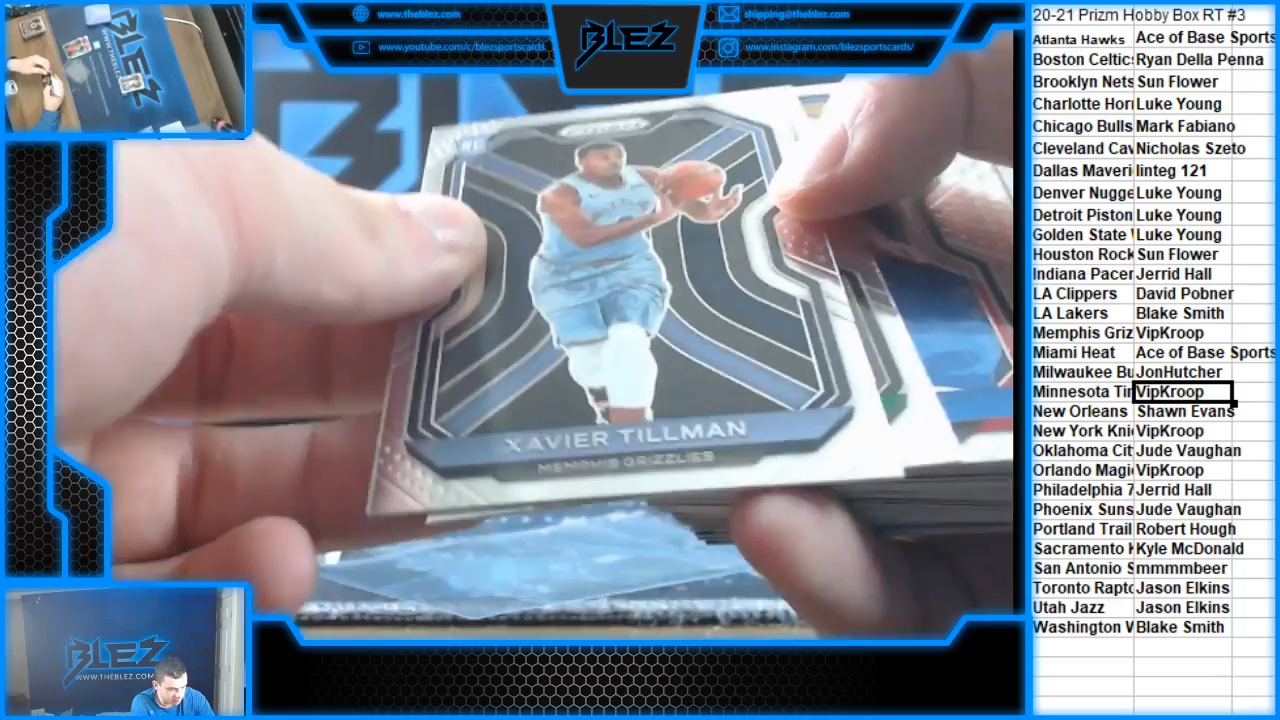 www.theblez.com
shipping@theblez.com
www.youtube.com/c/blezsportscards
www.instagram.com/blezsportscards/
BLEZ
BLEZ
BLEZ
WWW.THEBLEZ.COM
XAVIER TILLMAN
MEMPHIS GRIZZLIES
20-21 Prizm Hobby Box RT #3
Atlanta Hawks Ace of Base Sports
Boston Celtics Ryan Della Penna
Brooklyn Nets Sun Flower
Charlotte Hor Luke Young
Chicago Bulls Mark Fabiano
Cleveland Cav Nicholas Szeto
Dallas Maveri linteg 121
Denver Nugge Luke Young
Detroit Piston Luke Young
Golden State Luke Young
Houston Rock Sun Flower
Indiana Pacer Jerrid Hall
LA Clippers David Pobner
LA Lakers Blake Smith
Memphis Griz VipKroop
Miami Heat Ace of Base Sports
Milwaukee Bu JonHutcher
Minnesota Tim VipKroop
New Orleans Shawn Evans
New York Kni VipKroop
Oklahoma Cit Jude Vaughan
Orlando Magi VipKroop
Philadelphia 7 Jerrid Hall
Phoenix Suns Jude Vaughan
Portland Trail Robert Hough
Sacramento K Kyle McDonald
San Antonio S mmmmbeer
Toronto Rapto Jason Elkins
Utah Jazz Jason Elkins
Washington W Blake Smith